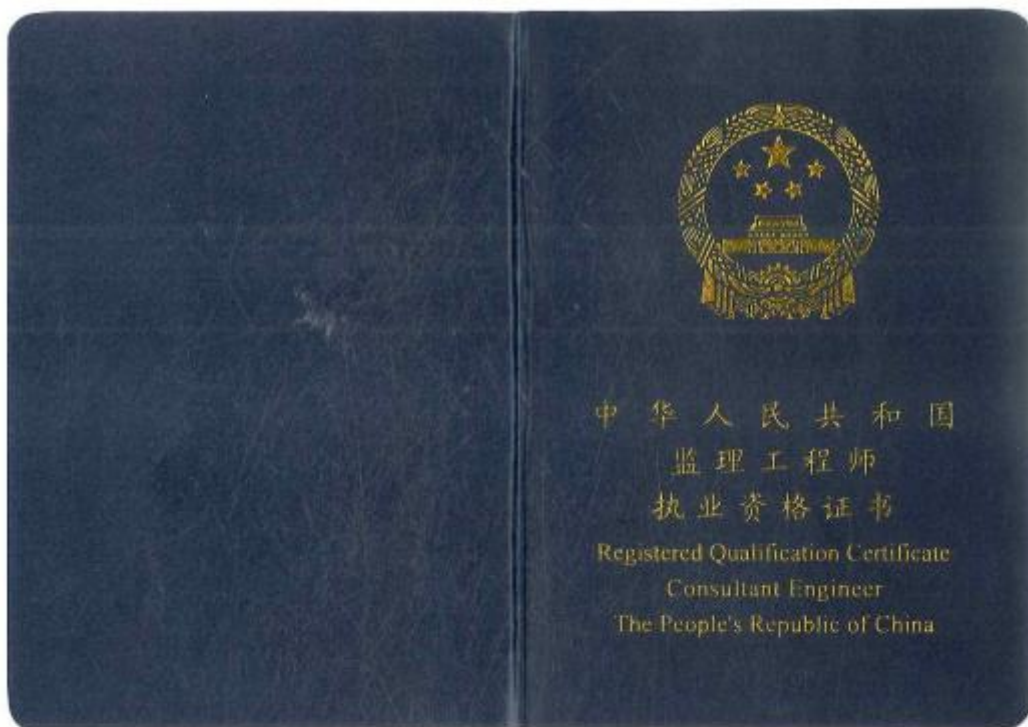 中华人民共和国
监理工程师
执业资格证书
Registered Qualification Certificate
Consultant Engineer
The People's Republic of China